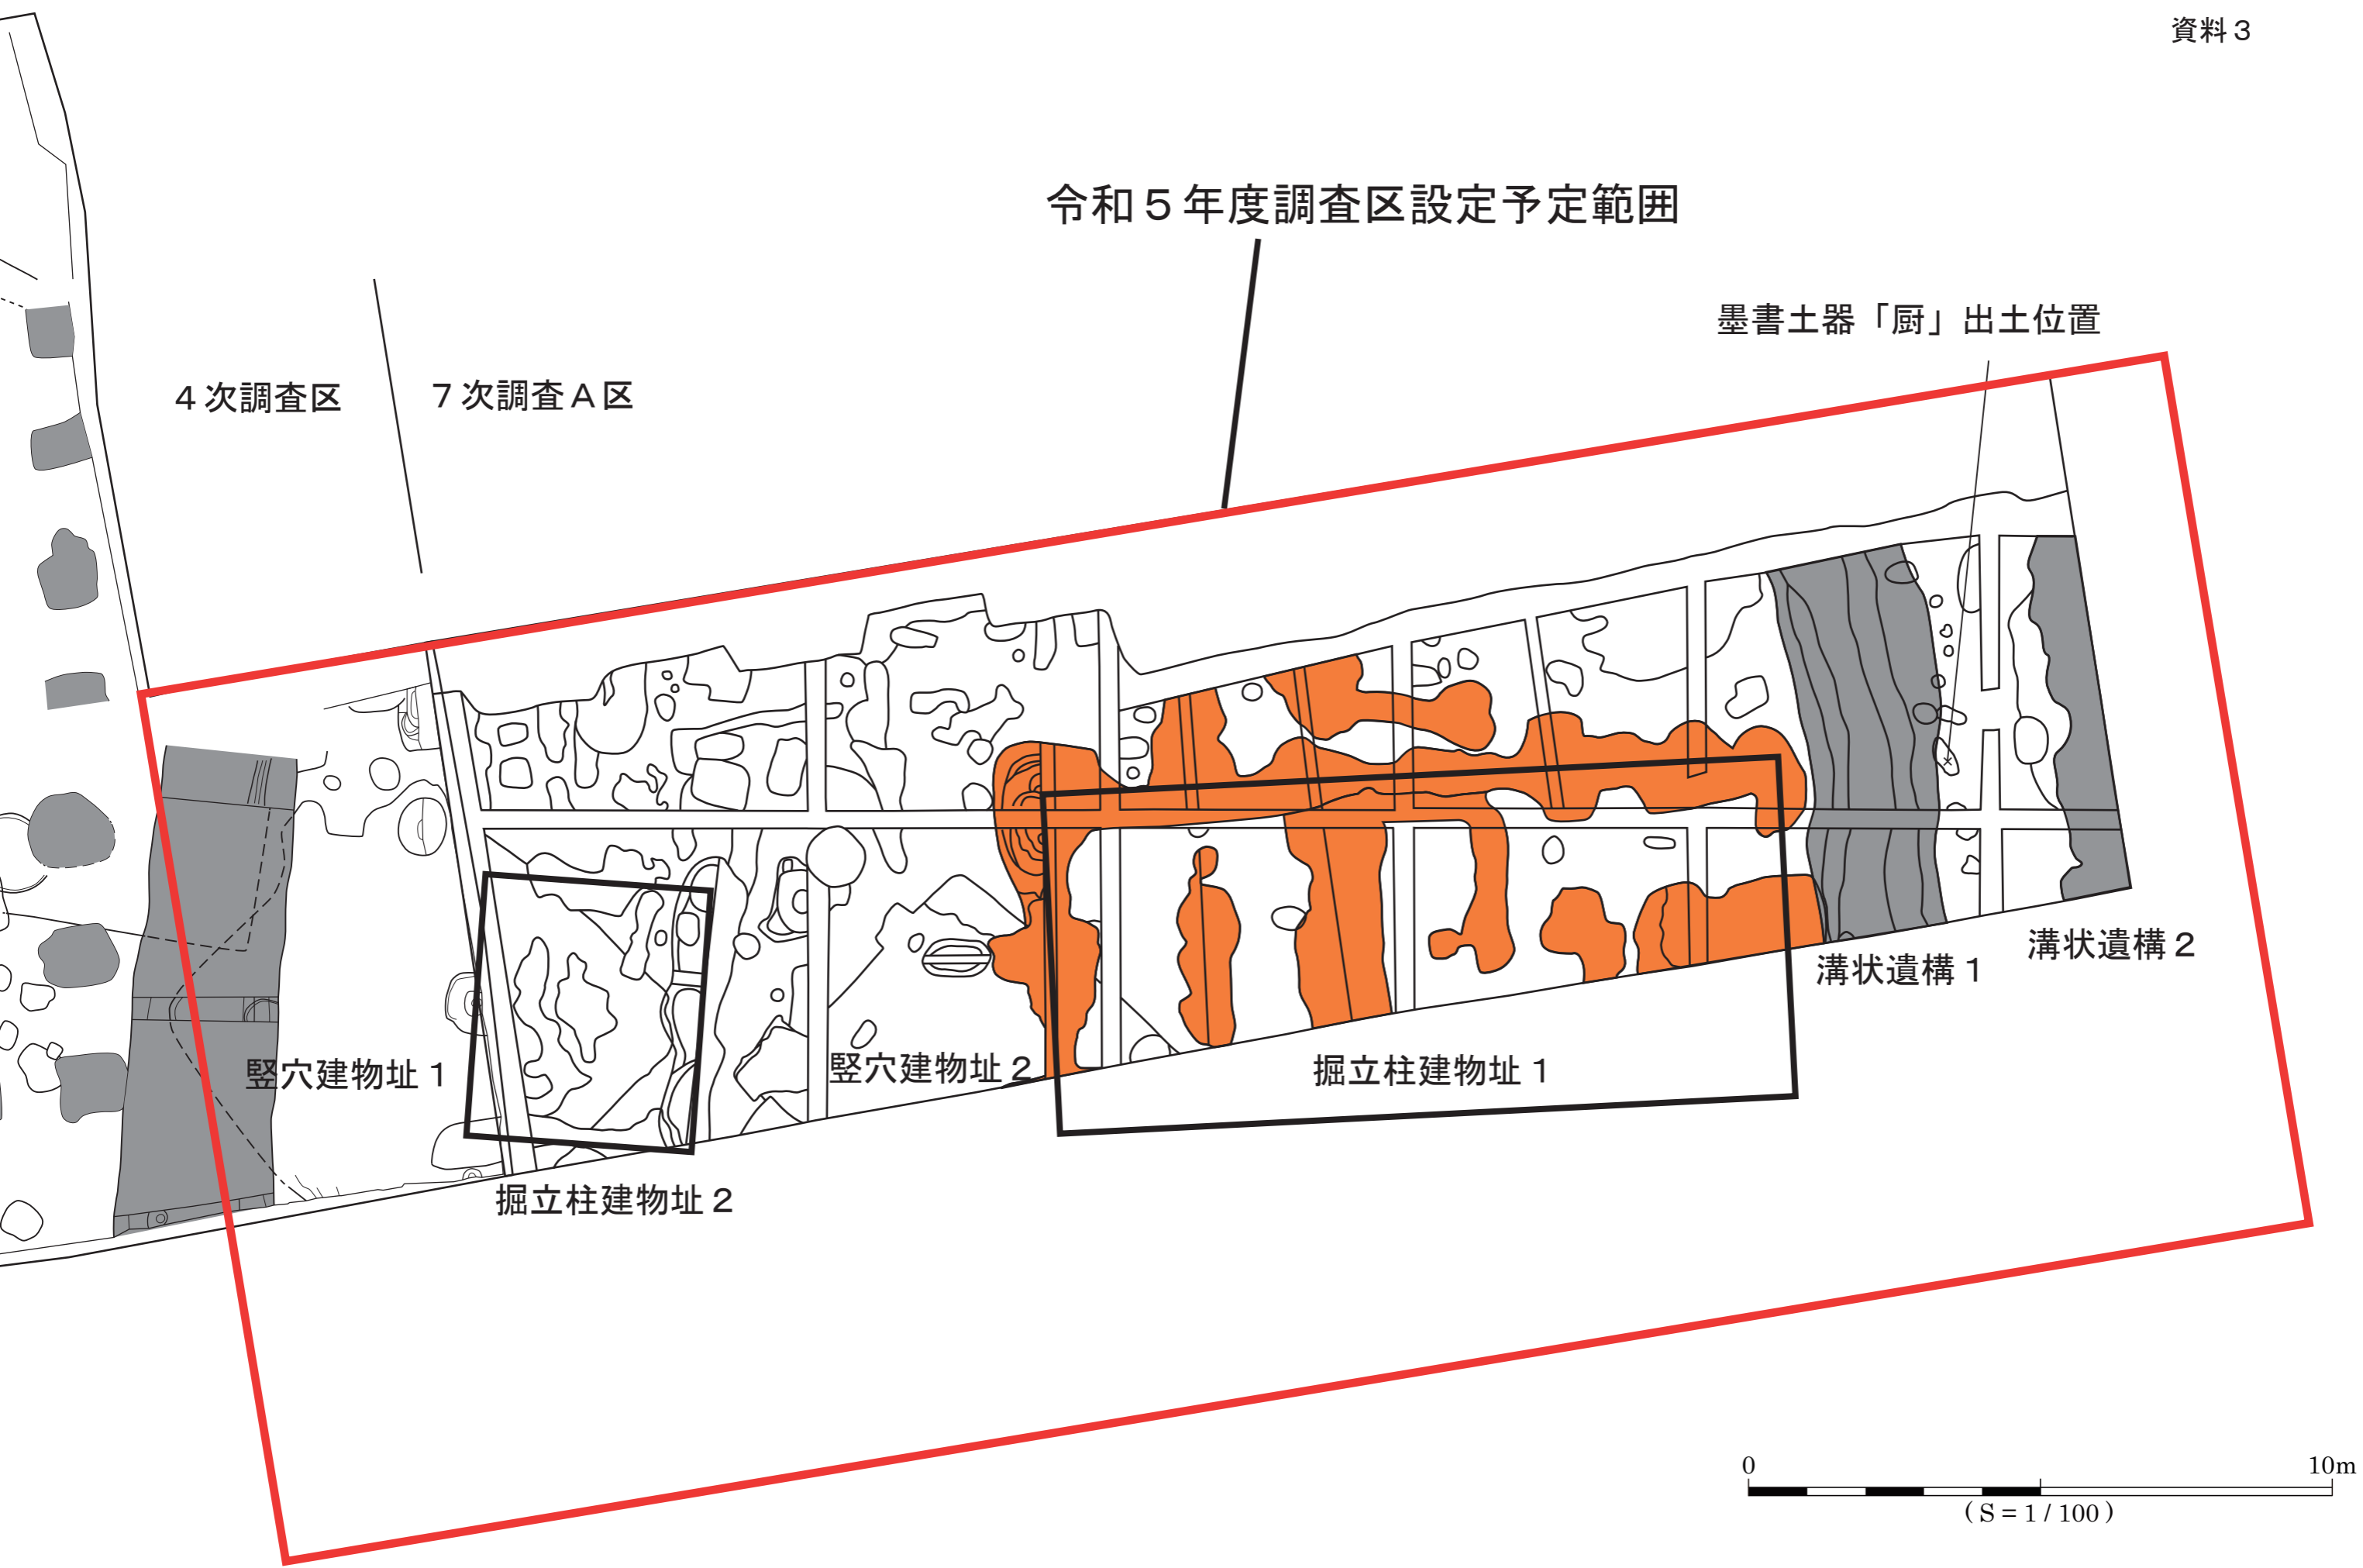 資料３
令和５年度調査区設定予定範囲
墨書土器「厨」出土位置
４次調査区
７次調査Ａ区
溝状遺構２
溝状遺構１
竪穴建物址１
竪穴建物址２
掘立柱建物址１
掘立柱建物址２
0
10m
( S = 1 / 100 )